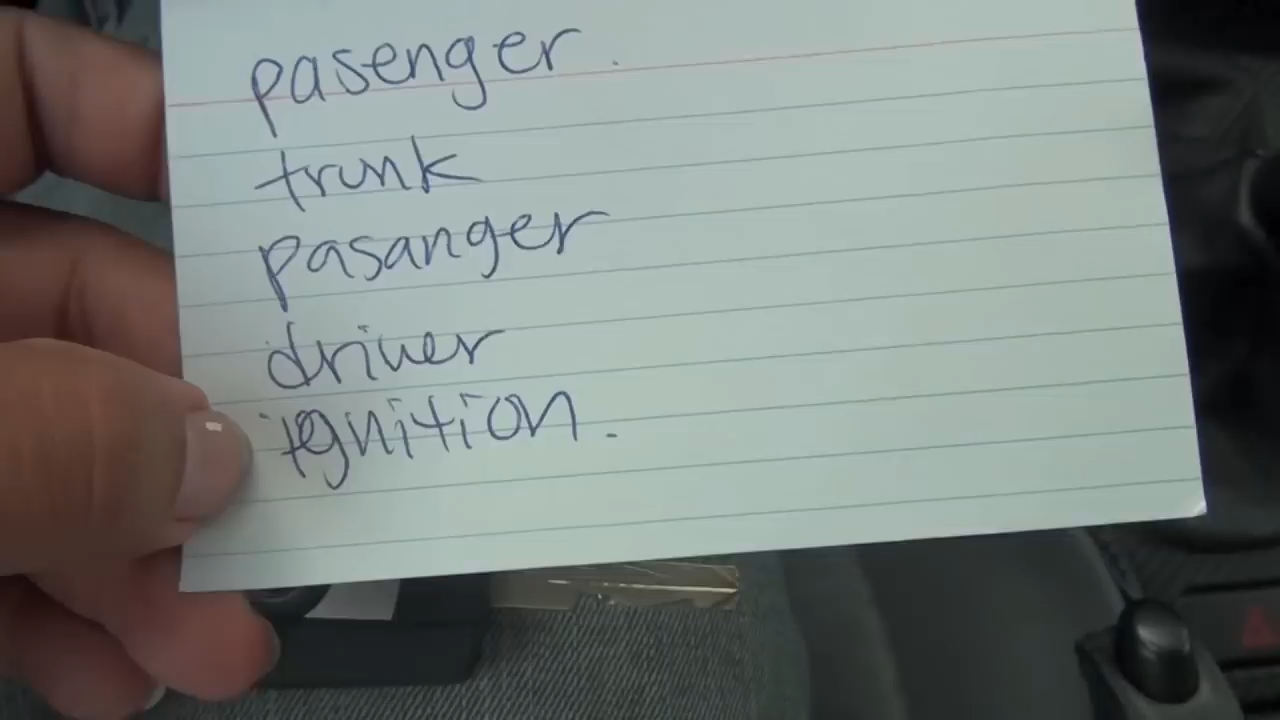 pasenger.
trunk
pasanger
driver
ignition.